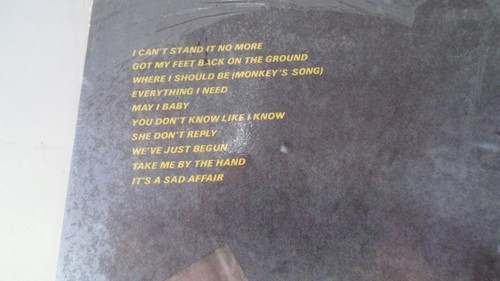 I CAN'T STAND IT NO MORE
GOT MY FEET BACK ON THE GROUND
WHERE I SHOULD BE (MONKEY'S SONG)
EVERYTHING I NEED
MAY I BABY
YOU DON'T KNOW LIKE I KNOW
SHE DON'T REPLY
WE'VE JUST BEGUN
TAKE ME BY THE HAND
IT'S A SAD AFFAIR